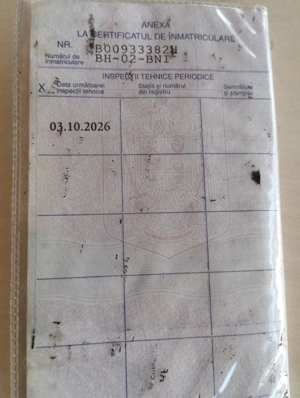 ANEXA
LA CERTIFICATUL DE ÎNMATRICULARE
NR. B00933382H
Numărul de înmatriculare BH-02-BNI
INSPECȚII TEHNICE PERIODICE
X Data următoarei inspecții tehnice
Stația și numărul din registru
Semnătura și ștampila
03.10.2026